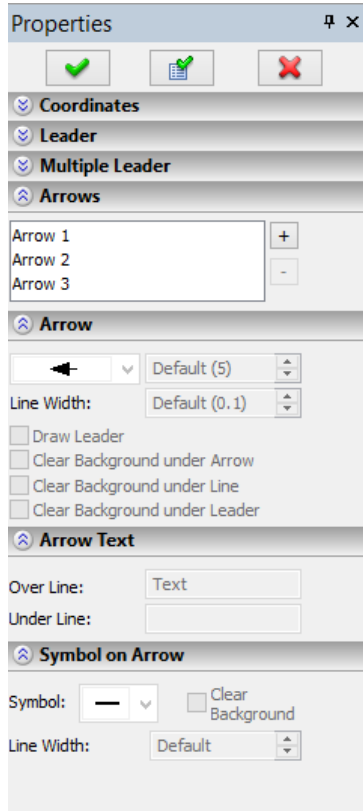 Properties
Coordinates
Leader
Multiple Leader
Arrows
Arrow 1
Arrow 2
Arrow 3
+
-
Arrow
Default (5)
Line Width: Default (0.1)
Draw Leader
Clear Background under Arrow
Clear Background under Line
Clear Background under Leader
Arrow Text
Over Line: Text
Under Line:
Symbol on Arrow
Symbol: Clear
Background
Line Width: Default